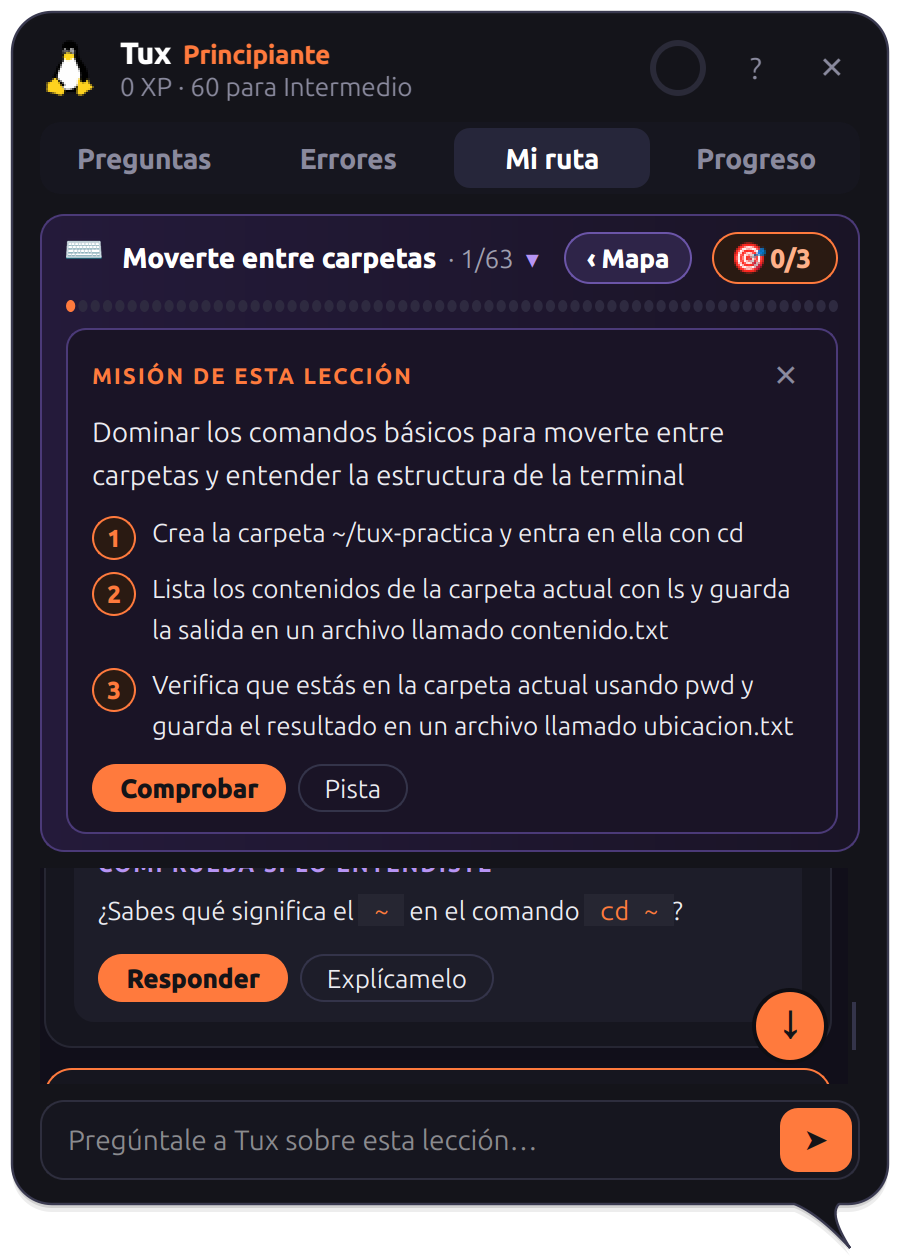 Tux Principiante
0 XP · 60 para Intermedio
?
✕
Preguntas
Errores
Mi ruta
Progreso
Moverte entre carpetas · 1/63 ▼
‹ Mapa
0/3
MISIÓN DE ESTA LECCIÓN
✕
Dominar los comandos básicos para moverte entre
carpetas y entender la estructura de la terminal
1 Crea la carpeta ~/tux-practica y entra en ella con cd
2 Lista los contenidos de la carpeta actual con ls y guarda
la salida en un archivo llamado contenido.txt
3 Verifica que estás en la carpeta actual usando pwd y
guarda el resultado en un archivo llamado ubicacion.txt
Comprobar
Pista
¿Sabes qué significa el ~ en el comando cd ~ ?
Responder
Explícamelo
↓
Pregúntale a Tux sobre esta lección…
➤